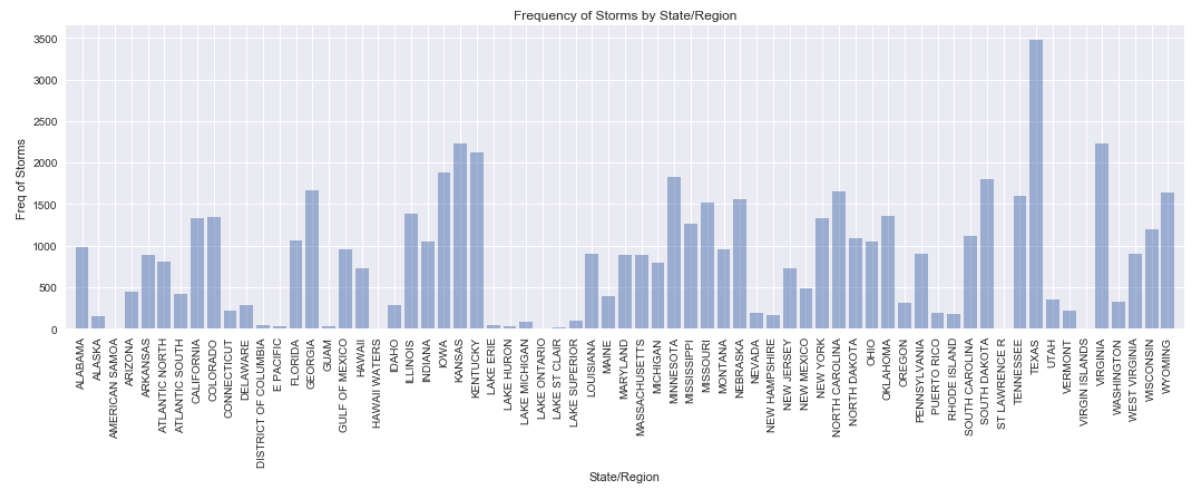 Frequency of Storms by State/Region
3500
3000
2500
2000
1500
1000
500
0
Freq of Storms
ALABAMA
ALASKA
AMERICAN SAMOA
ARIZONA
ARKANSAS
ATLANTIC NORTH
ATLANTIC SOUTH
CALIFORNIA
COLORADO
CONNECTICUT
DELAWARE
DISTRICT OF COLUMBIA
E PACIFIC
FLORIDA
GEORGIA
GUAM
GULF OF MEXICO
HAWAII
HAWAII WATERS
IDAHO
ILLINOIS
INDIANA
IOWA
KANSAS
KENTUCKY
LAKE ERIE
LAKE HURON
LAKE MICHIGAN
LAKE ONTARIO
LAKE ST CLAIR
LAKE SUPERIOR
LOUISIANA
MAINE
MARYLAND
MASSACHUSETTS
MICHIGAN
MINNESOTA
MISSISSIPPI
MISSOURI
MONTANA
NEBRASKA
NEVADA
NEW HAMPSHIRE
NEW JERSEY
NEW MEXICO
NEW YORK
NORTH CAROLINA
NORTH DAKOTA
OHIO
OKLAHOMA
OREGON
PENNSYLVANIA
PUERTO RICO
RHODE ISLAND
SOUTH CAROLINA
SOUTH DAKOTA
ST LAWRENCE R
TENNESSEE
TEXAS
UTAH
VERMONT
VIRGIN ISLANDS
VIRGINIA
WASHINGTON
WEST VIRGINIA
WISCONSIN
WYOMING
State/Region